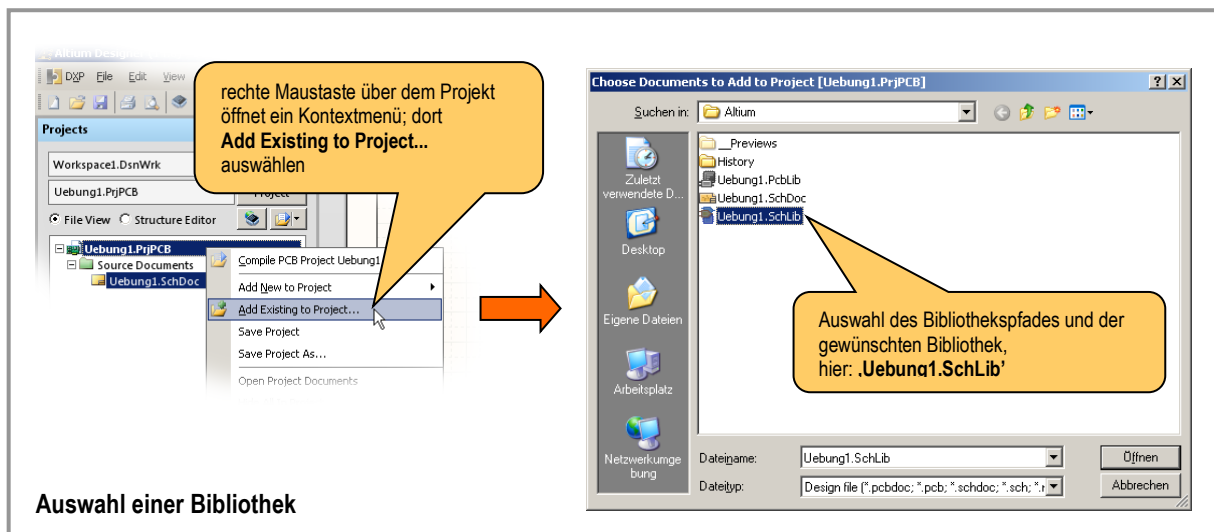 Altium Desig
DXP File Edit View
Projects
Workspace1.DsnWrk
Uebung1.PrjPCB
Project
File View Structure Editor
Uebung1.PrjPCB
Source Documents
Uebung1.SchDoc
Compile PCB Project Uebung1
Add New to Project
Add Existing to Project...
Save Project
Save Project As...
Open Project Documents
rechte Maustaste über dem Projekt
öffnet ein Kontextmenü; dort
Add Existing to Project...
auswählen
Choose Documents to Add to Project [Uebung1.PrjPCB]
Suchen in: Altium
Zuletzt
verwendete D...
Desktop
Eigene Dateien
Arbeitsplatz
Netzwerkumge
bung
__Previews
History
Uebung1.PcbLib
Uebung1.SchDoc
Uebung1.SchLib
Auswahl des Bibliothekspfades und der
gewünschten Bibliothek,
hier: ‚Uebung1.SchLib’
Dateiname: Uebung1.SchLib Öffnen
Dateityp: Design file (*.pcbdoc; *.pcb; *.schdoc; *.sch; *.r Abbrechen
Auswahl einer Bibliothek